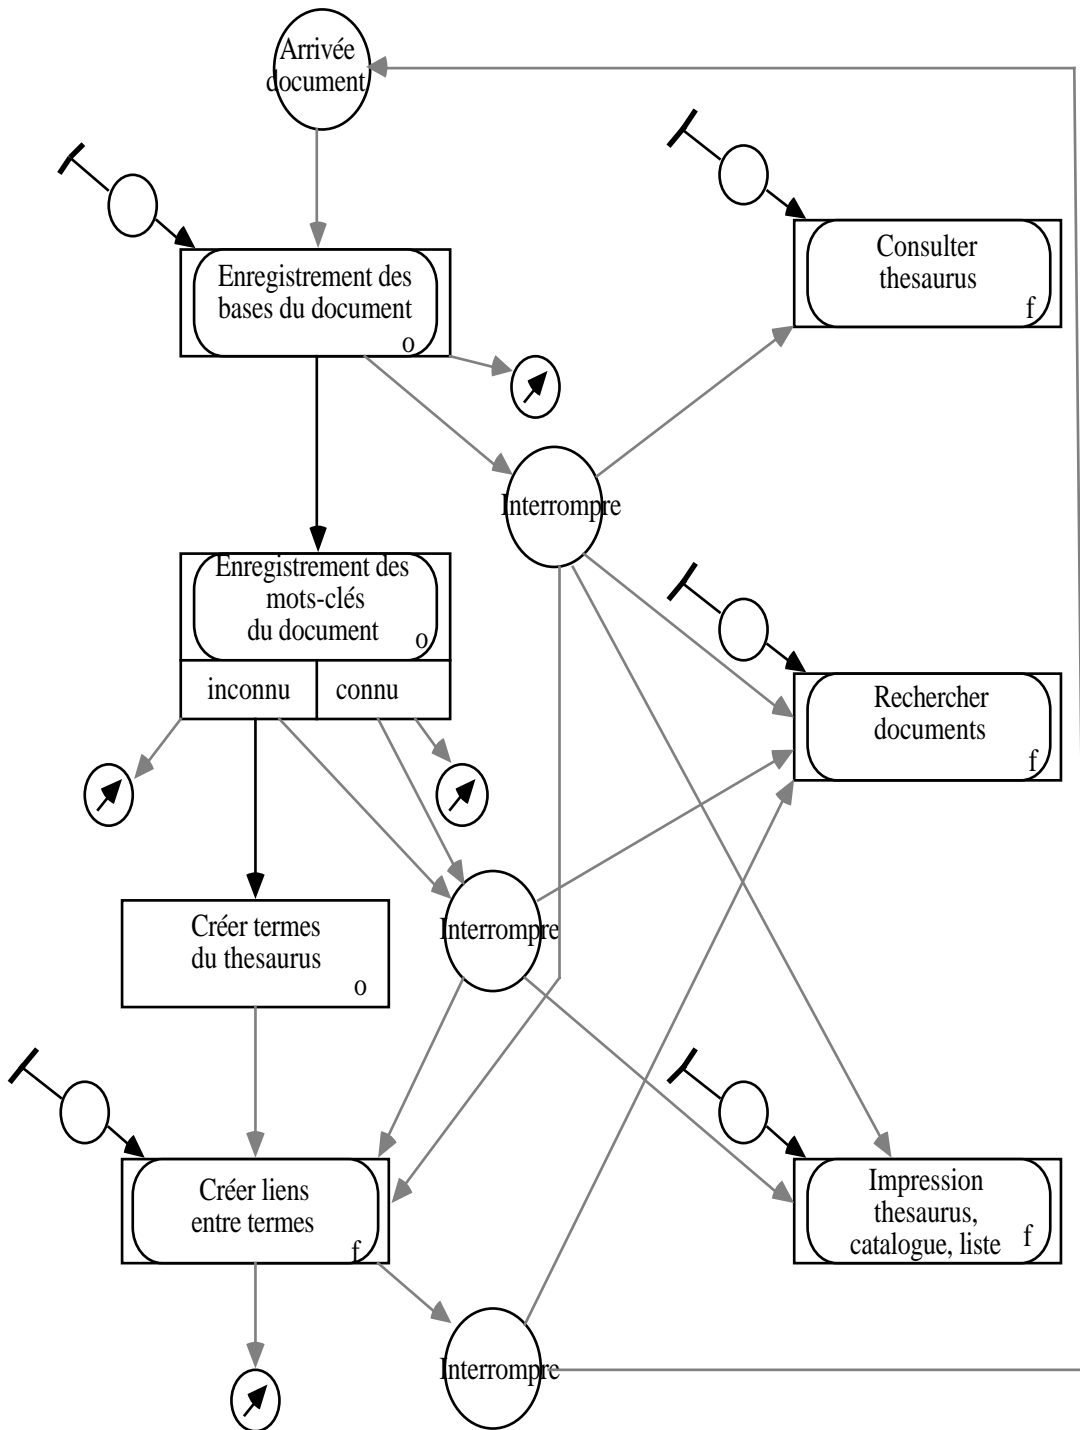 Arrivée
document
Enregistrement des
bases du document
o
Consulter
thesaurus
f
Interrompre
Enregistrement des
mots-clés
du document
o
inconnu
connu
Rechercher
documents
f
Créer termes
du thesaurus
o
Interrompre
Créer liens
entre termes
f
Impression
thesaurus,
catalogue, liste
f
Interrompre